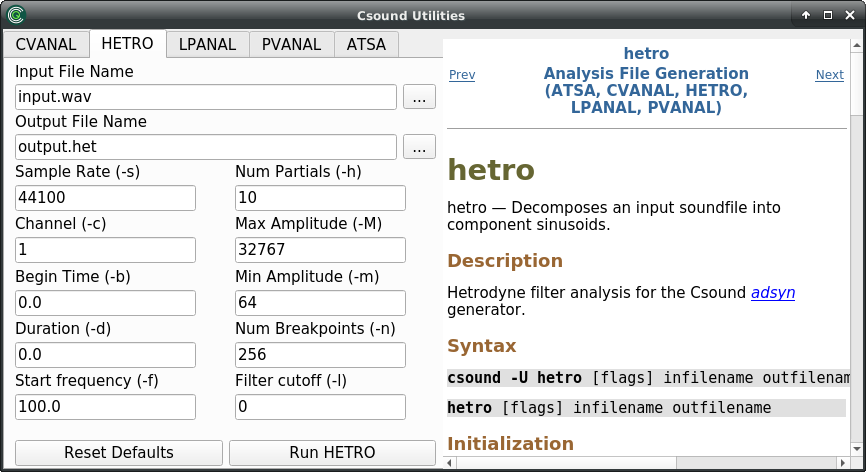 Csound Utilities
CVANAL HETRO LPANAL PVANAL ATSA
Input File Name
input.wav ...
Output File Name
output.het ...
Sample Rate (-s) Num Partials (-h)
44100 10
Channel (-c) Max Amplitude (-M)
1 32767
Begin Time (-b) Min Amplitude (-m)
0.0 64
Duration (-d) Num Breakpoints (-n)
0.0 256
Start frequency (-f) Filter cutoff (-l)
100.0 0
Reset Defaults Run HETRO
hetro
Prev Analysis File Generation Next
(ATSA, CVANAL, HETRO,
LPANAL, PVANAL)
hetro
hetro — Decomposes an input soundfile into
component sinusoids.
Description
Hetrodyne filter analysis for the Csound adsyn
generator.
Syntax
csound -U hetro [flags] infilename outfilenam
hetro [flags] infilename outfilename
Initialization